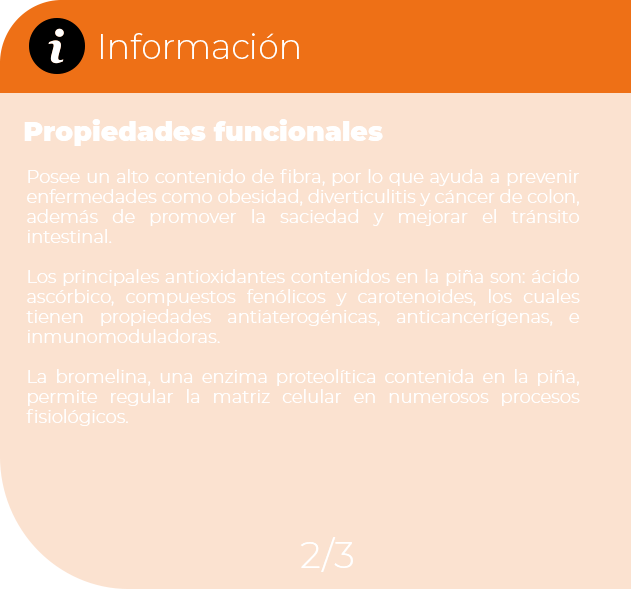 i Información
Propiedades funcionales
Posee un alto contenido de fibra, por lo que ayuda a prevenir
enfermedades como obesidad, diverticulitis y cáncer de colon,
además de promover la saciedad y mejorar el tránsito
intestinal.
Los principales antioxidantes contenidos en la piña son: ácido
ascórbico, compuestos fenólicos y carotenoides, los cuales
tienen propiedades antiaterogénicas, anticancerígenas, e
inmunomoduladoras.
La bromelina, una enzima proteolítica contenida en la piña,
permite regular la matriz celular en numerosos procesos
fisiológicos.
2/3